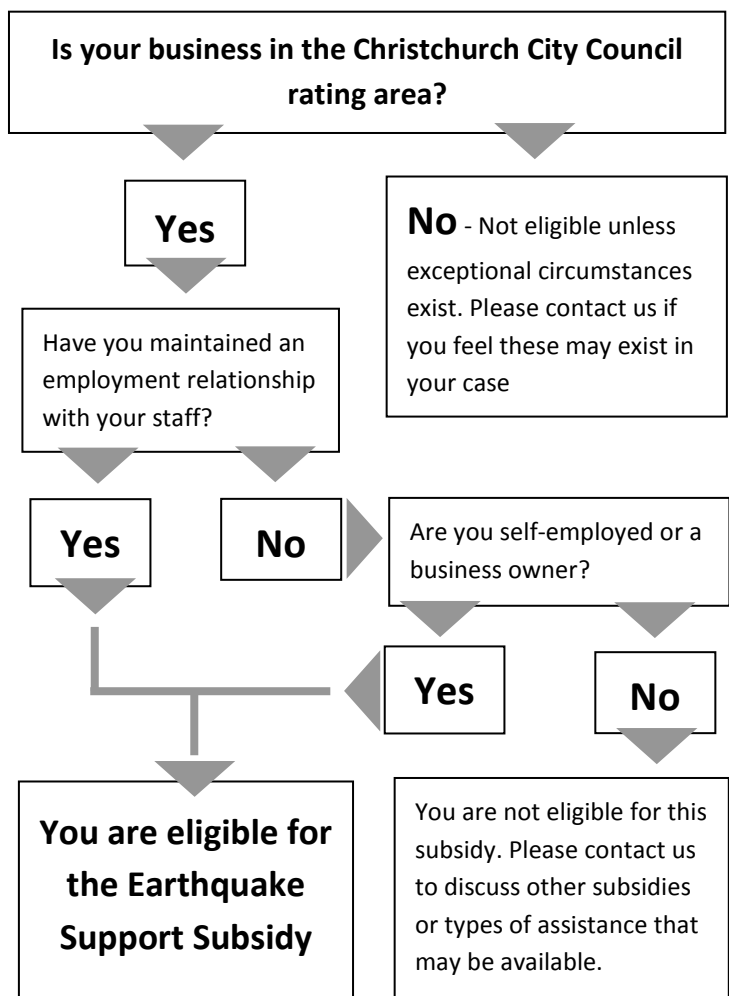 Is your business in the Christchurch City Council
rating area?
Yes
No - Not eligible unless
exceptional circumstances
exist. Please contact us if
you feel these may exist in
your case
Have you maintained an
employment relationship
with your staff?
Yes
No
Are you self-employed or a
business owner?
Yes
No
You are eligible for
the Earthquake
Support Subsidy
You are not eligible for this
subsidy. Please contact us
to discuss other subsidies
or types of assistance that
may be available.